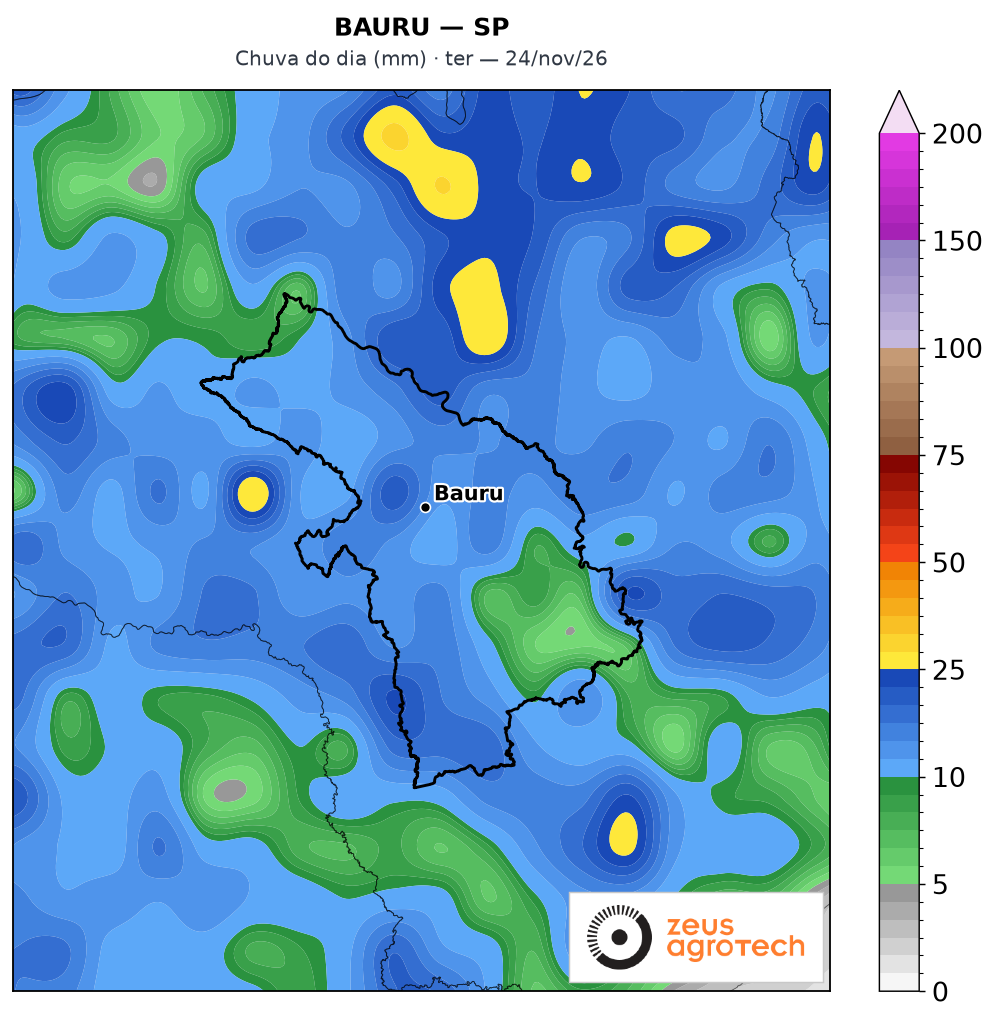 BAURU — SP
Chuva do dia (mm) · ter — 24/nov/26
200
150
100
75
50
25
10
5
0
Bauru
zeus
agrotech